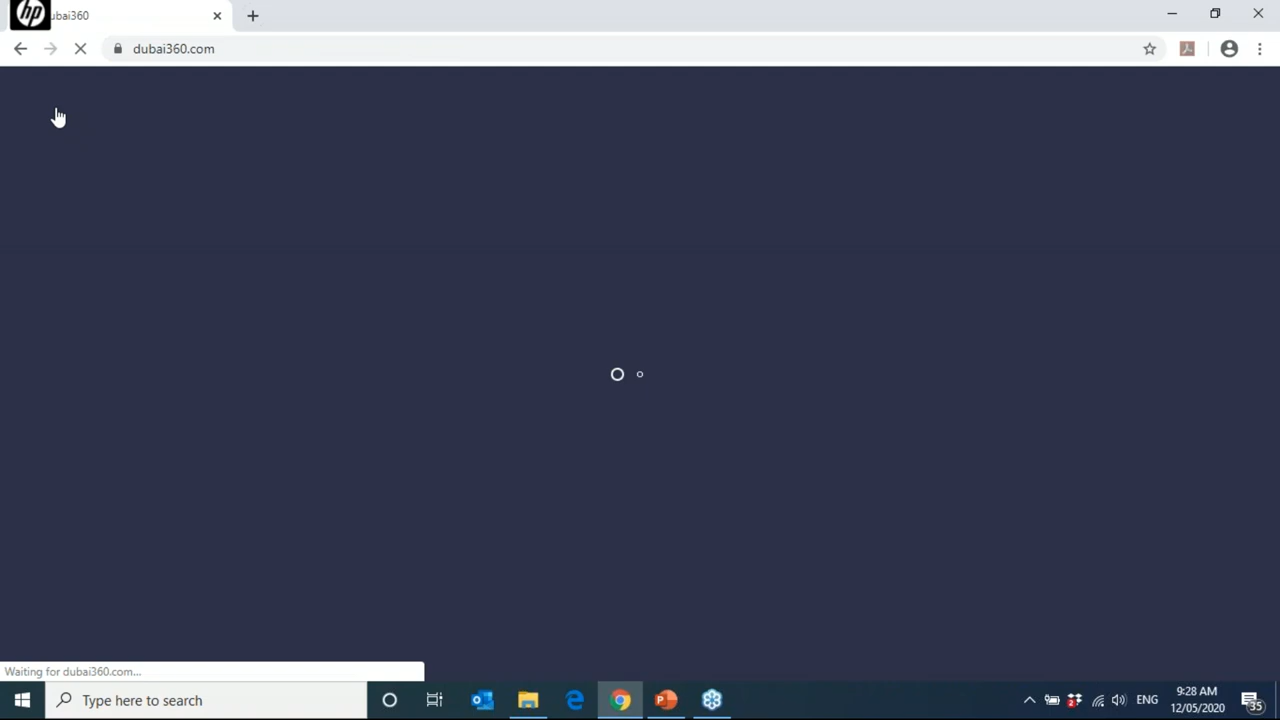 hp
ubai360
dubai360.com
Waiting for dubai360.com...
Type here to search
ENG
9:28 AM
12/05/2020
35